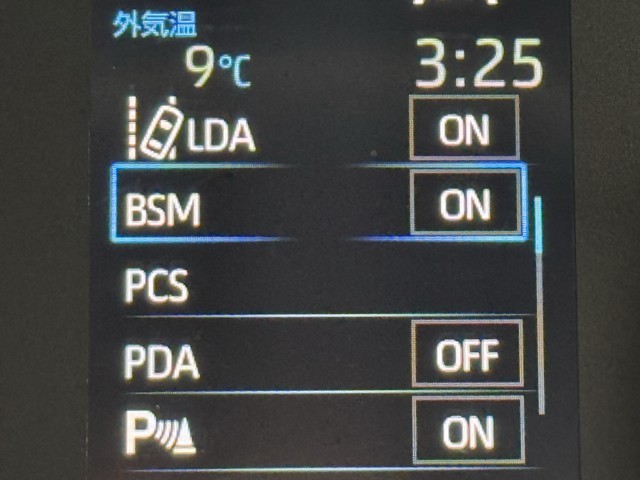 外気温
9℃ 3:25
LDA ON
BSM ON
PCS
PDA OFF
P ON